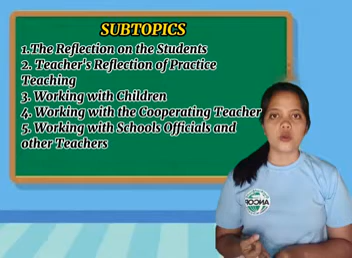 SUBTOPICS
1.The Reflection on the Students
2. Teacher's Reflection of Practice
Teaching
3. Working with Children
4. Working with the Cooperating Teacher
5. Working with Schools Officials and
other Teachers